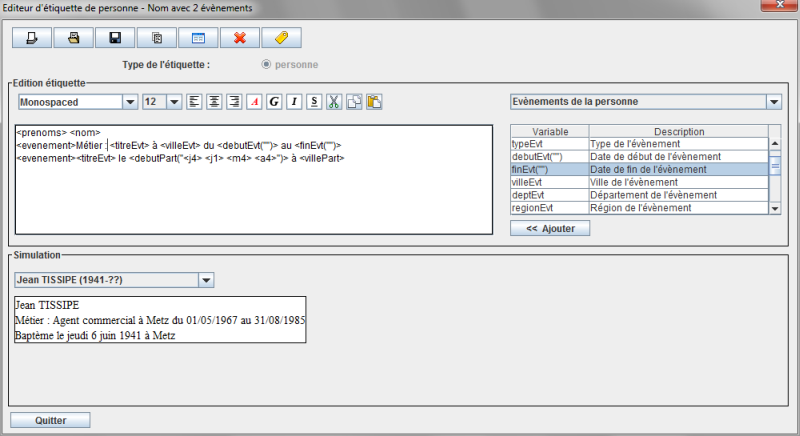 Editeur d'étiquette de personne - Nom avec 2 évènements
Type de l'étiquette : personne
Edition étiquette
Monospaced 12 A G I S
Evènements de la personne
<prenoms> <nom>
<evenement>Métier : <titreEvt> à <villeEvt> du <debutEvt("")> au <finEvt("")>
<evenement><titreEvt> le <debutPart("<j4> <j1> <m4> <a4>")> à <villePart>
Variable Description
typeEvt Type de l'évènement
debutEvt("") Date de début de l'évènement
finEvt("") Date de fin de l'évènement
villeEvt Ville de l'évènement
deptEvt Département de l'évènement
regionEvt Région de l'évènement
<< Ajouter
Simulation
Jean TISSIPE (1941-??)
Jean TISSIPE
Métier : Agent commercial à Metz du 01/05/1967 au 31/08/1985
Baptème le jeudi 6 juin 1941 à Metz
Quitter